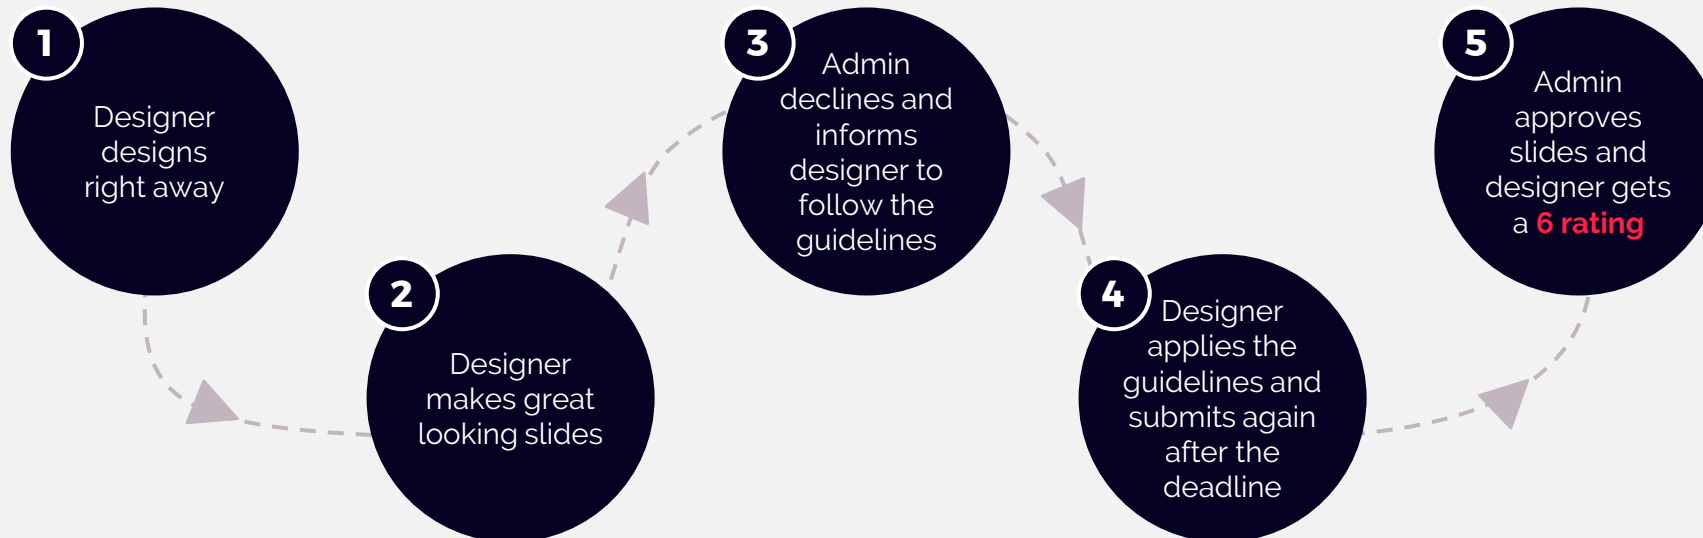 1
Designer
designs
right away
2
Designer
makes great
looking slides
3
Admin
declines and
informs
designer to
follow the
guidelines
4
Designer
applies the
guidelines and
submits again
after the
deadline
5
Admin
approves
slides and
designer gets
a 6 rating